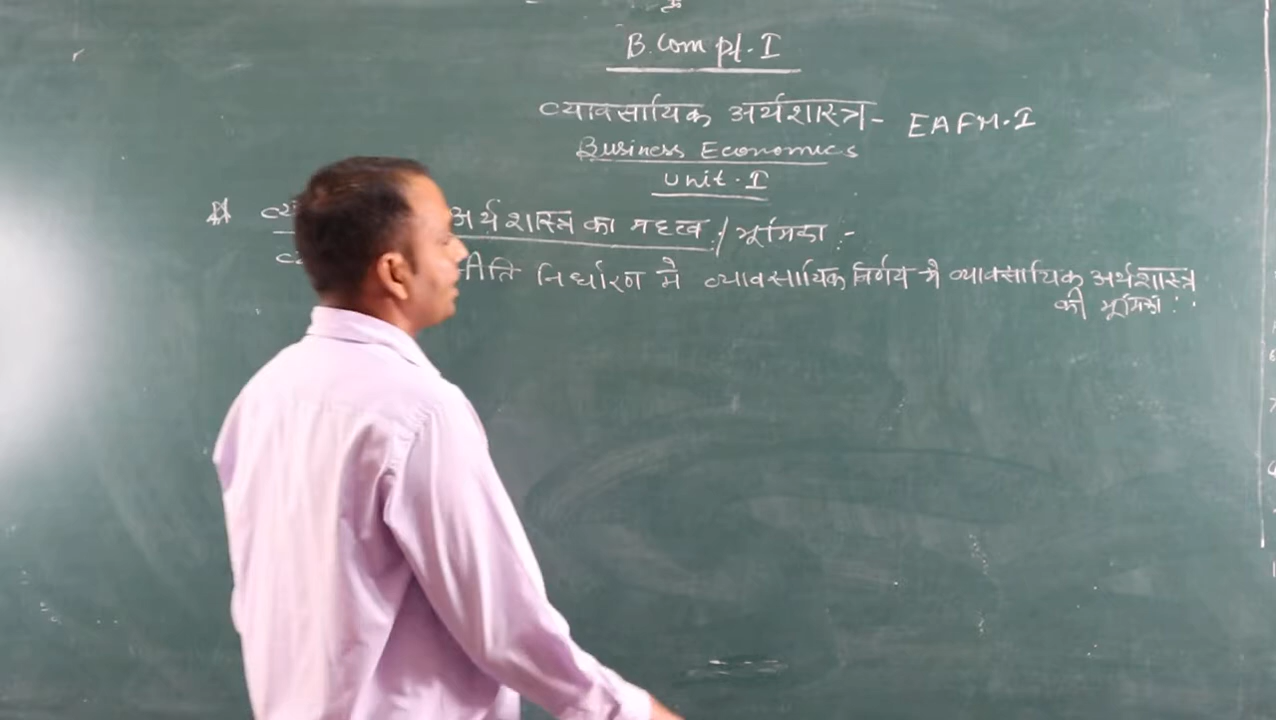 B.Com pt. I
व्यावसायिक अर्थशास्त्र - EAFM-I
Business Economics
Unit-I
अर्थशास्त्र का महत्व :/ भूमिका :-
नीति निर्धारण में व्यावसायिक निर्णय मे व्यावसायिक अर्थशास्त्र
की भूमिका :